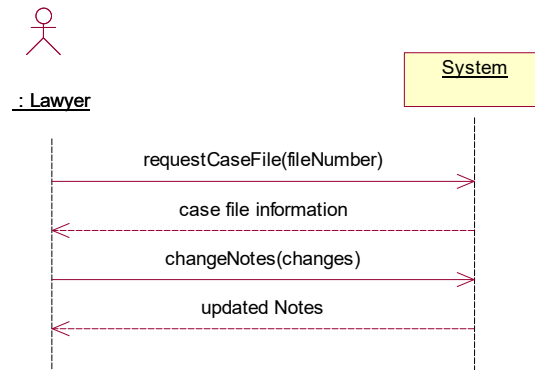 System
: Lawyer
requestCaseFile(fileNumber)
case file information
changeNotes(changes)
updated Notes